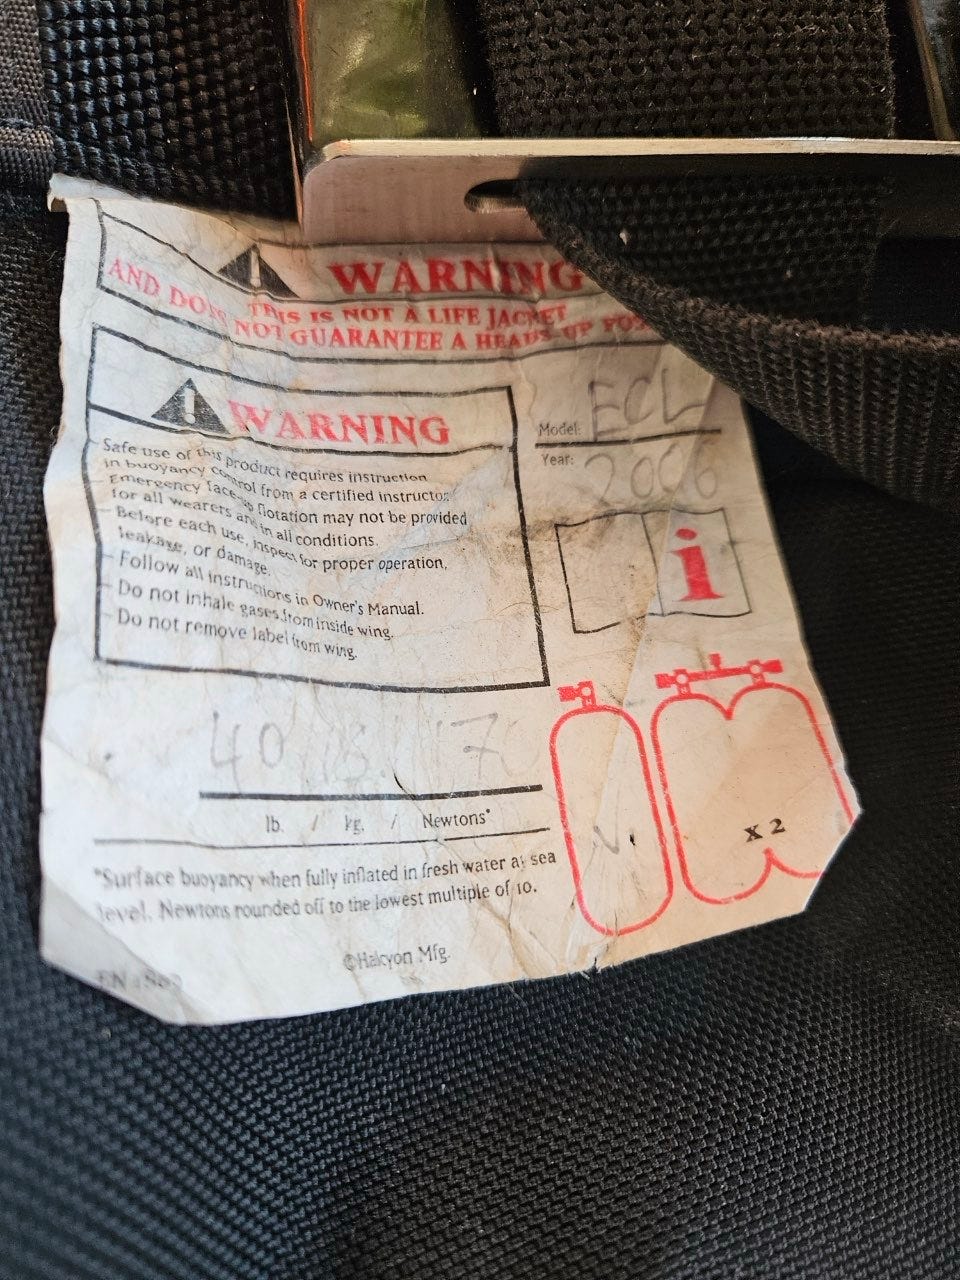 WARNING
THIS IS NOT A LIFE JACKET
AND DOES NOT GUARANTEE A HEADS-UP
WARNING
Safe use of this product requires instruction
in buoyancy control from a certified instructor.
Emergency face-up flotation may not be provided
for all wearers and in all conditions.
Before each use, inspect for proper operation,
leakage, or damage.
Follow all instructions in Owner's Manual.
Do not inhale gases from inside wing.
Do not remove label from wing.
Model: ECL
Year: 2006
i
40
lb. / kg. / Newtons*
*Surface buoyancy when fully inflated in fresh water at sea
level. Newtons rounded off to the lowest multiple of 10.
X 2
©Halcyon Mfg.